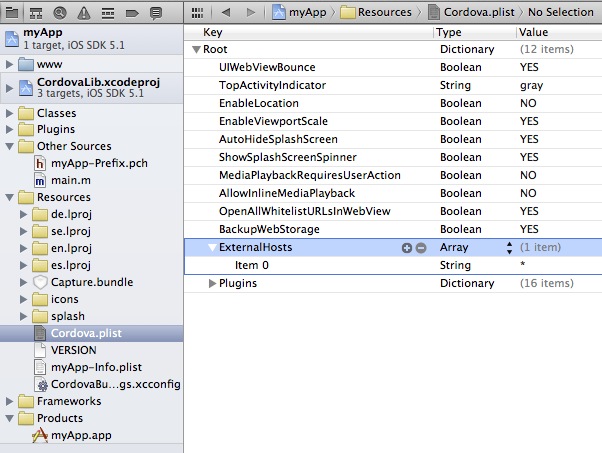 myApp
1 target, iOS SDK 5.1
www
CordovaLib.xcodeproj
3 targets, iOS SDK 5.1
Classes
Plugins
Other Sources
myApp-Prefix.pch
main.m
Resources
de.lproj
se.lproj
en.lproj
es.lproj
Capture.bundle
icons
splash
Cordova.plist
VERSION
myApp-Info.plist
CordovaBu...gs.xcconfig
Frameworks
Products
myApp.app
myApp Resources Cordova.plist No Selection
Key Type Value
Root Dictionary (12 items)
UIWebViewBounce Boolean YES
TopActivityIndicator String gray
EnableLocation Boolean NO
EnableViewportScale Boolean YES
AutoHideSplashScreen Boolean YES
ShowSplashScreenSpinner Boolean YES
MediaPlaybackRequiresUserAction Boolean NO
AllowInlineMediaPlayback Boolean NO
OpenAllWhitelistURLsInWebView Boolean YES
BackupWebStorage Boolean YES
ExternalHosts Array (1 item)
Item 0 String *
Plugins Dictionary (16 items)